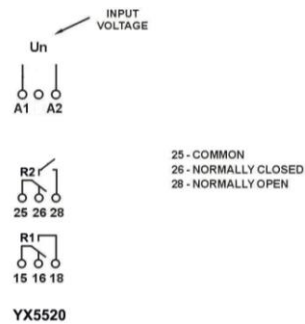 INPUT
VOLTAGE
Un
A1 A2
R2
25 26 28
25 - COMMON
26 - NORMALLY CLOSED
28 - NORMALLY OPEN
R1
15 16 18
YX5520